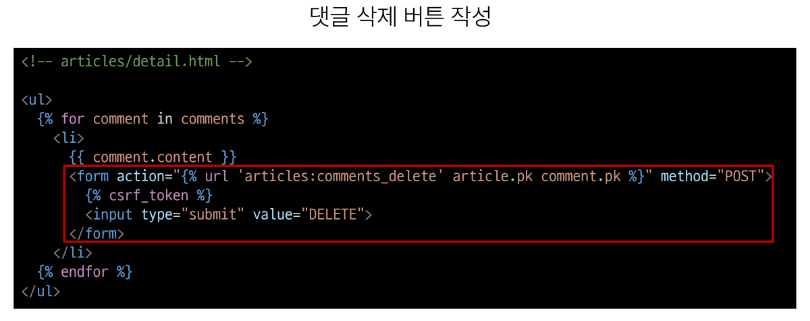 댓글 삭제 버튼 작성
<!-- articles/detail.html -->
<ul>
{% for comment in comments %}
<li>
{{ comment.content }}
<form action="{% url 'articles:comments_delete' article.pk comment.pk %}" method="POST">
{% csrf_token %}
<input type="submit" value="DELETE">
</form>
</li>
{% endfor %}
</ul>